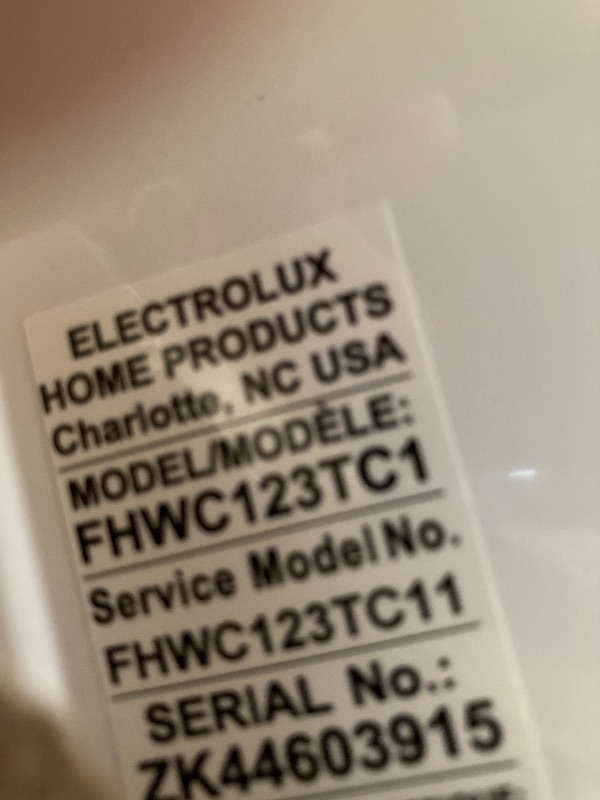 ELECTROLUX
HOME PRODUCTS
Charlotte, NC USA
MODEL/MODÈLE:
FHWC123TC1
Service Model No.
FHWC123TC11
SERIAL No.:
ZK44603915